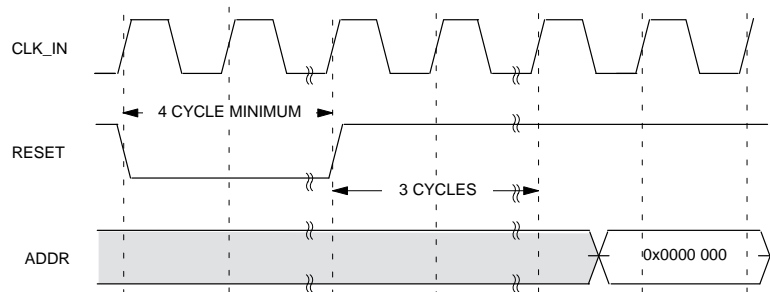 CLK_IN
4 CYCLE MINIMUM
RESET
3 CYCLES
ADDR
0x0000 000